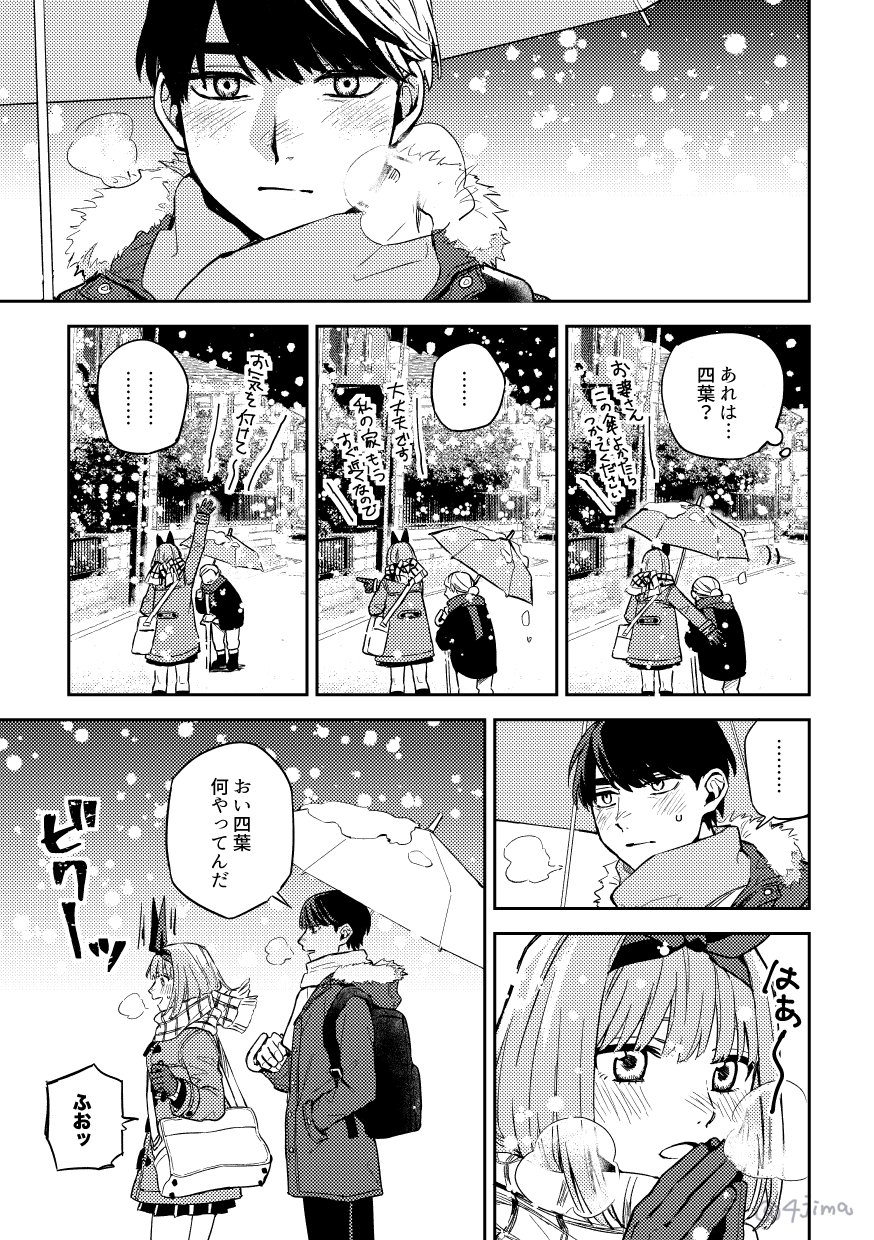 あれは…
四葉?
お婆さん
この傘よかったら
つかってください
………
大丈夫です
私の家もう
すぐ近くなので
………
………
お気を付けて〜
………
はあ〜
おい四葉
何やってんだ
ビクーッ
ふおッ
@4jima